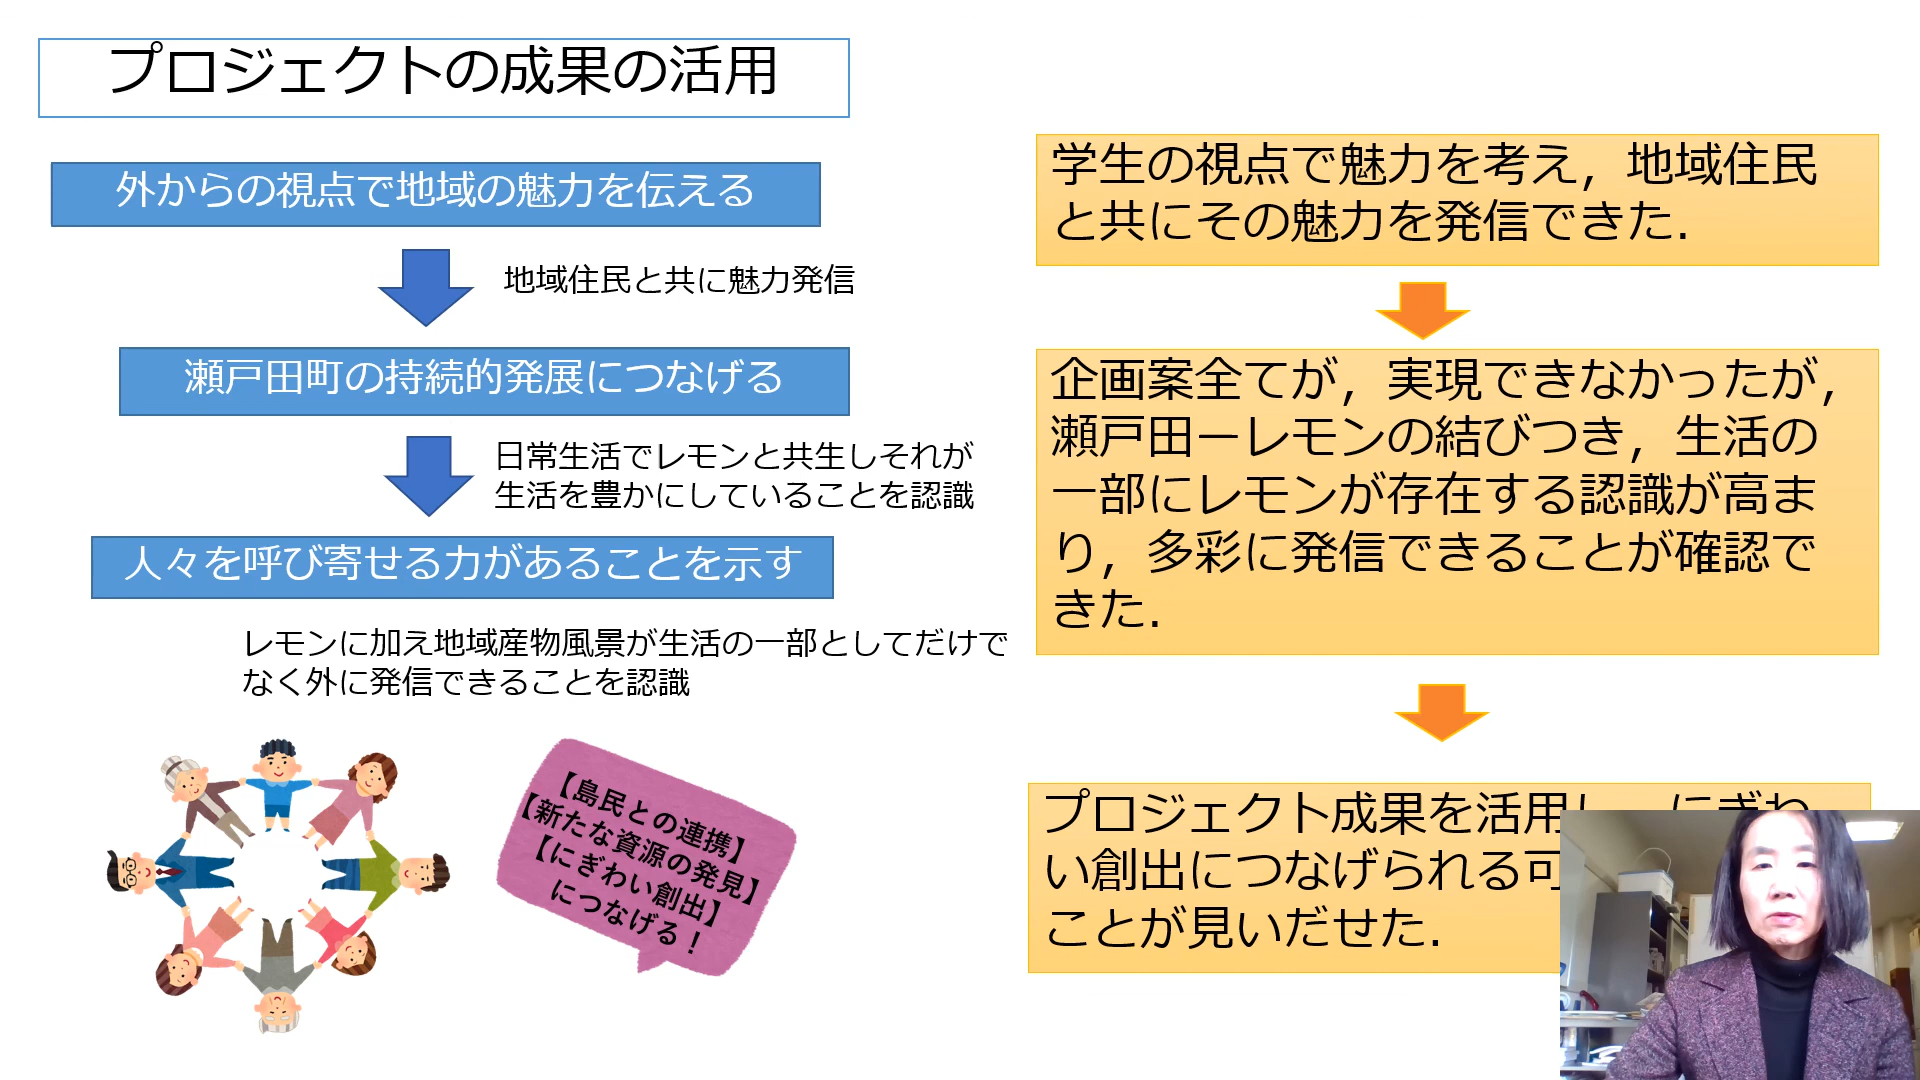 プロジェクトの成果の活用
外からの視点で地域の魅力を伝える
地域住民と共に魅力発信
瀬戸田町の持続的発展につなげる
日常生活でレモンと共生しそれが
生活を豊かにしていることを認識
人々を呼び寄せる力があることを示す
レモンに加え地域産物風景が生活の一部としてだけで
なく外に発信できることを認識
【島民との連携】
【新たな資源の発見】
【にぎわい創出】
につなげる！
学生の視点で魅力を考え，地域住民
と共にその魅力を発信できた．
企画案全てが，実現できなかったが，
瀬戸田ーレモンの結びつき，生活の
一部にレモンが存在する認識が高ま
り，多彩に発信できることが確認で
きた．
プロジェクト成果を活用し，にぎわ
い創出につなげられる可
ことが見いだせた．